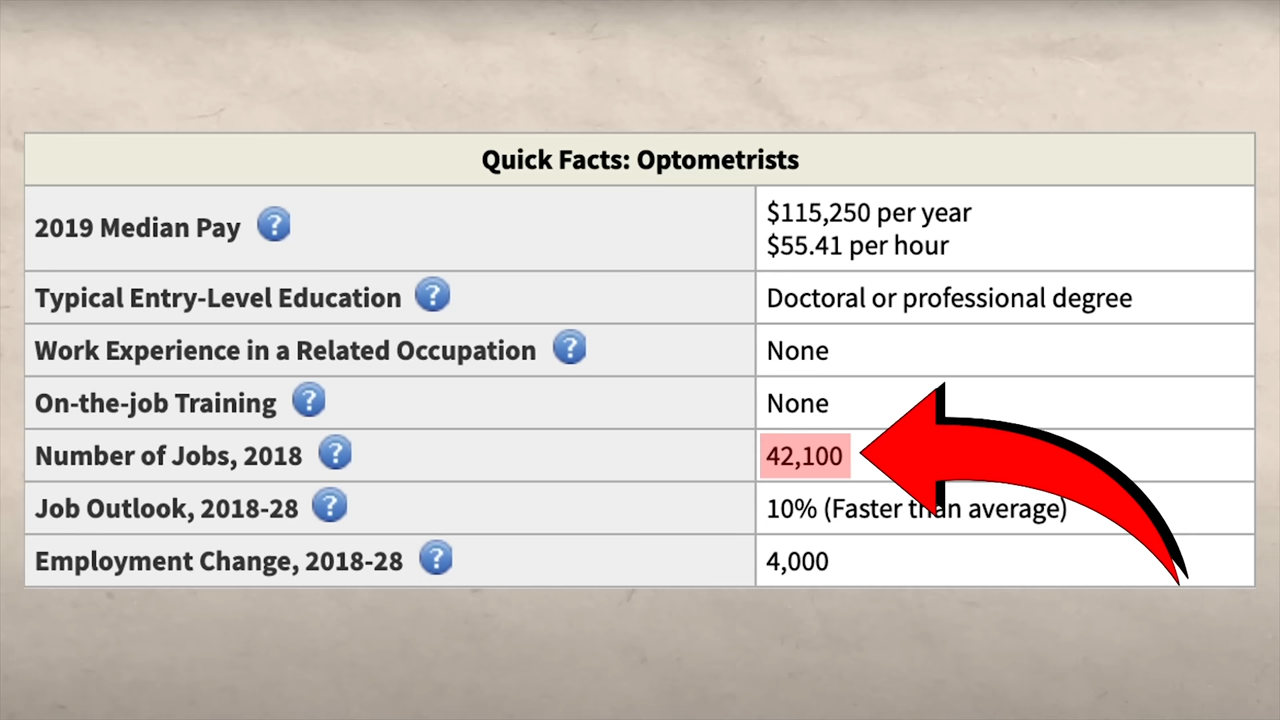 Quick Facts: Optometrists
2019 Median Pay ?
$115,250 per year
$55.41 per hour
Typical Entry-Level Education ?
Doctoral or professional degree
Work Experience in a Related Occupation ?
None
On-the-job Training ?
None
Number of Jobs, 2018 ?
42,100
Job Outlook, 2018-28 ?
10% (Faster than average)
Employment Change, 2018-28 ?
4,000